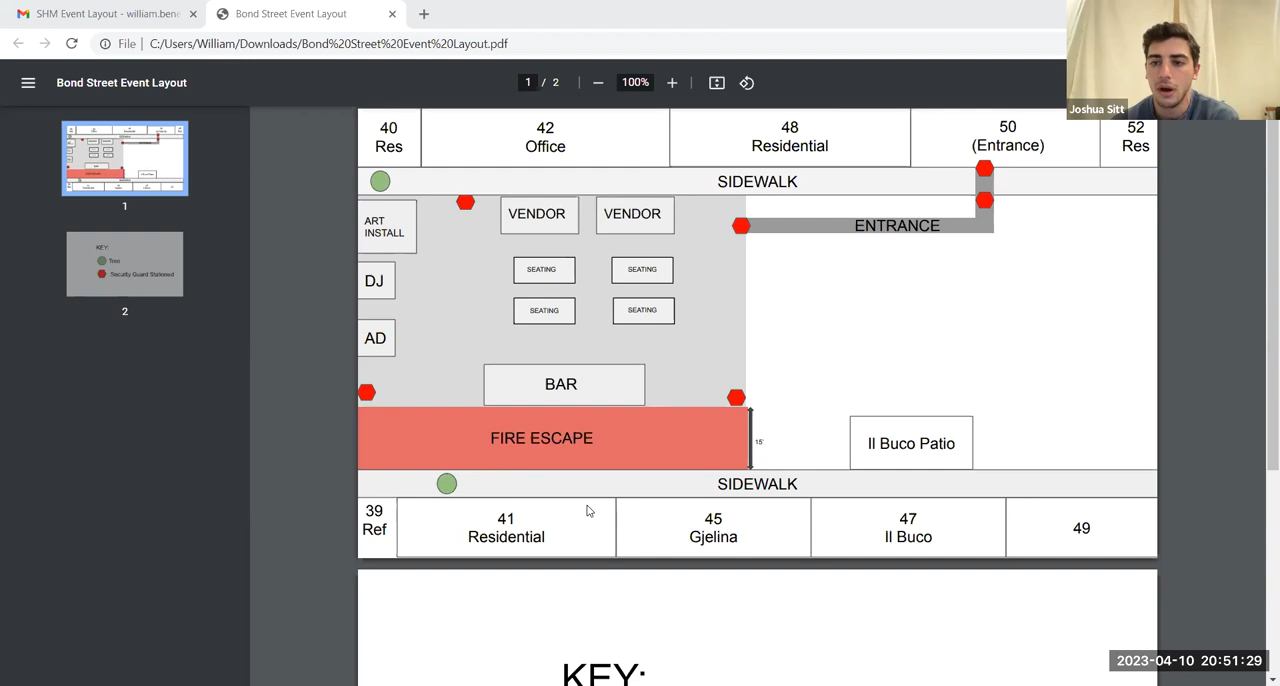 SHM Event Layout - william.bene
Bond Street Event Layout
File
C:/Users/William/Downloads/Bond%20Street%20Event%20Layout.pdf
Bond Street Event Layout
1 / 2
100%
Joshua Sitt
1
KEY:
Tree
Security Guard Stationed
2
40
Res
42
Office
48
Residential
50
(Entrance)
52
Res
SIDEWALK
ART
INSTALL
VENDOR
VENDOR
ENTRANCE
DJ
SEATING
SEATING
SEATING
SEATING
AD
BAR
FIRE ESCAPE
15'
Il Buco Patio
SIDEWALK
39
Ref
41
Residential
45
Gjelina
47
Il Buco
49
KEY:
2023-04-10 20:51:29